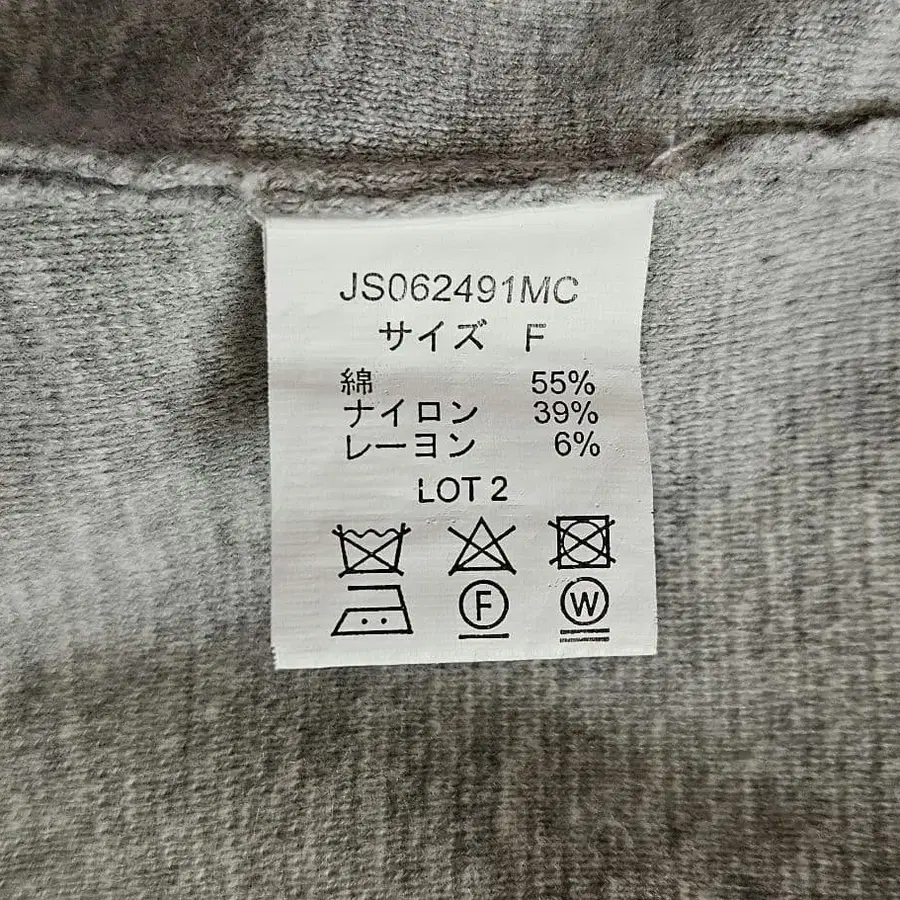 JS062491MC
サイズ F
綿 55%
ナイロン 39%
レーヨン 6%
LOT 2
F W